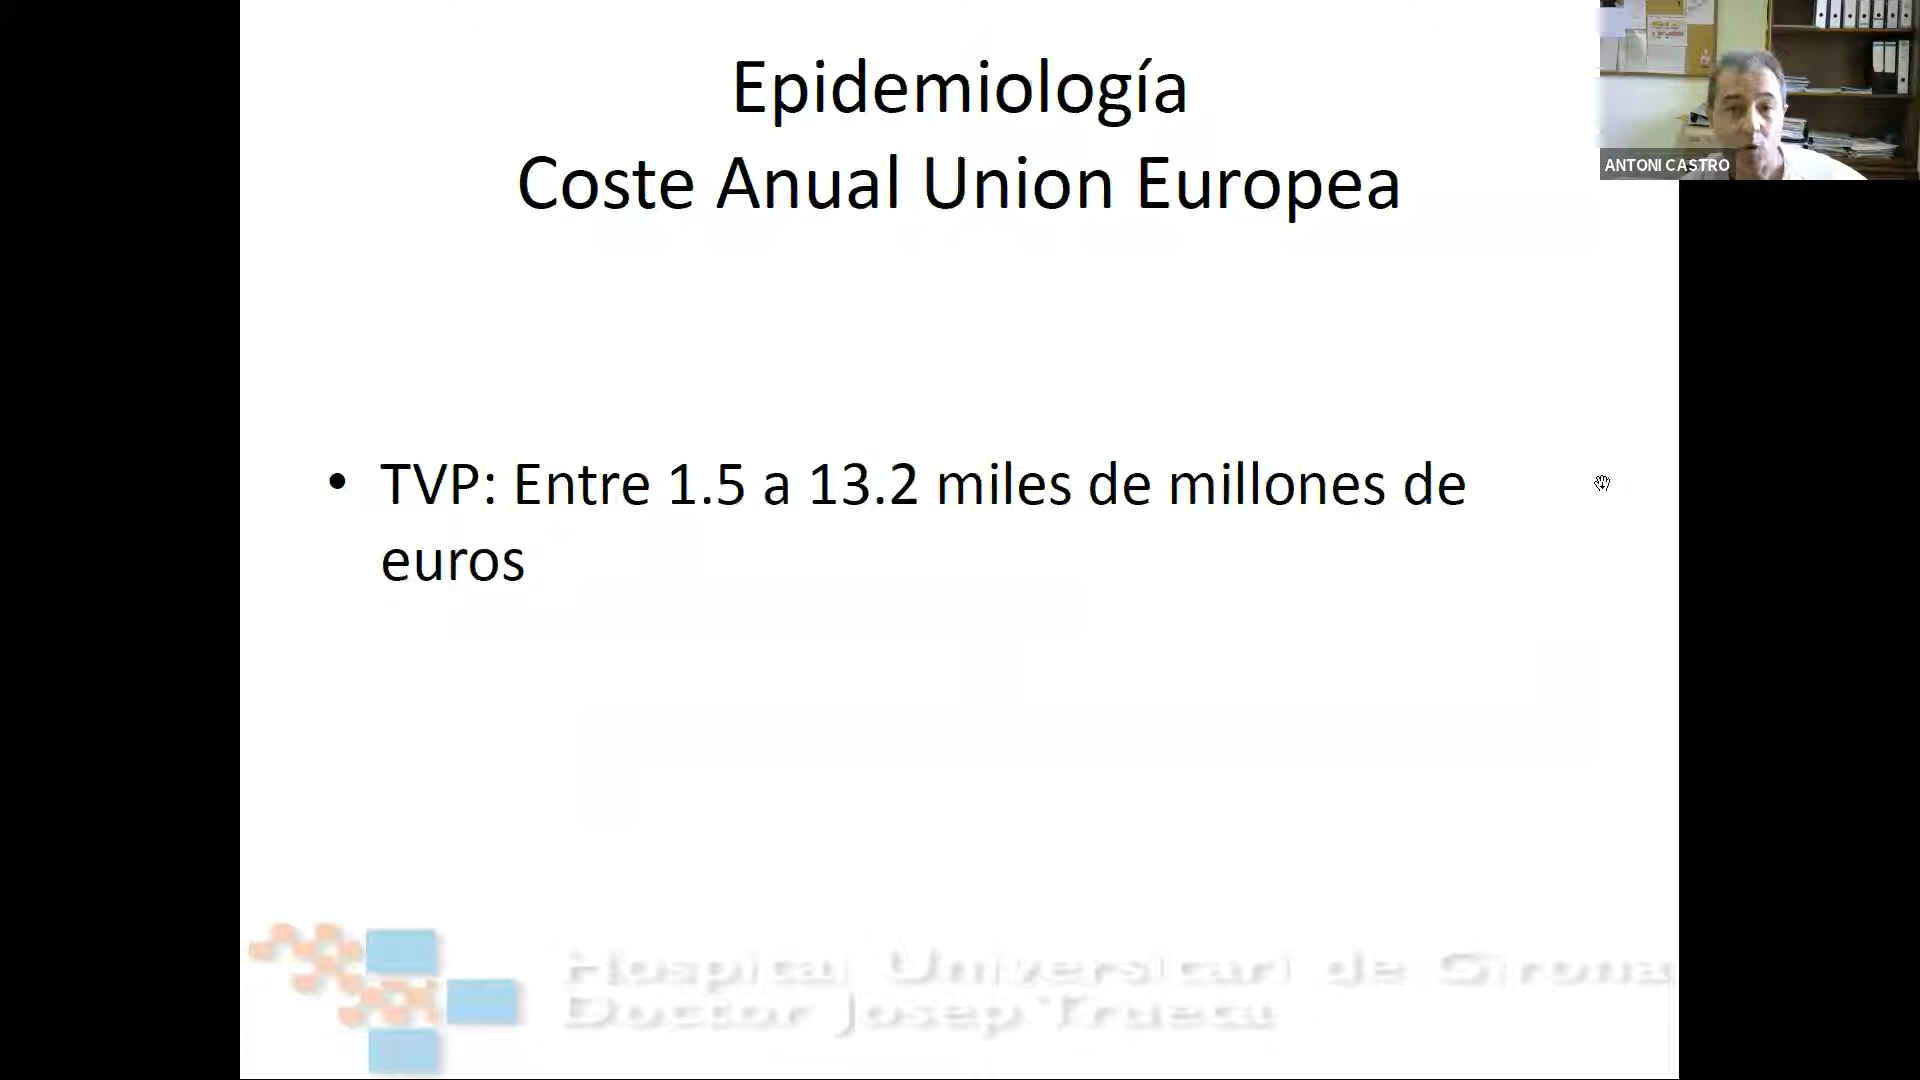 Epidemiología
Coste Anual Union Europea
ANTONI CASTRO
• TVP: Entre 1.5 a 13.2 miles de millones de
euros
Hospital Universitari de Girona
Doctor Josep Trueta